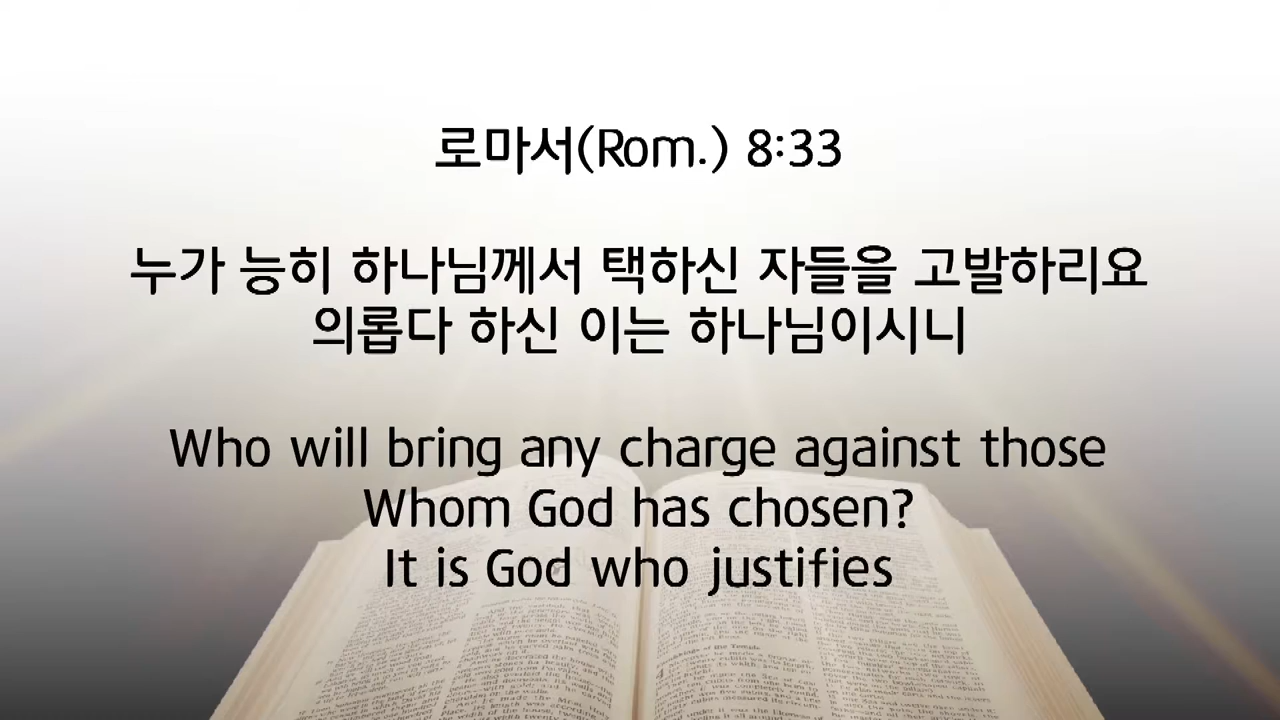 로마서(Rom.) 8:33
누가 능히 하나님께서 택하신 자들을 고발하리요
의롭다 하신 이는 하나님이시니
Who will bring any charge against those
Whom God has chosen?
It is God who justifies